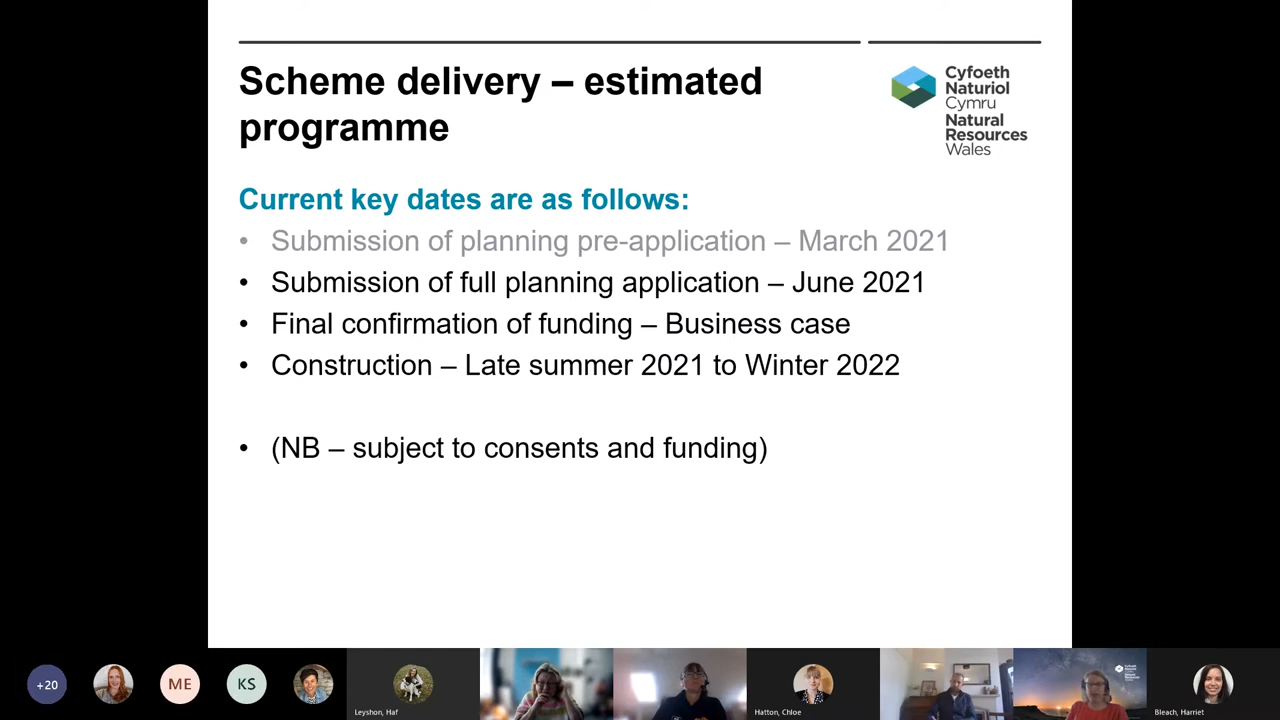 Scheme delivery – estimated
programme
Cyfoeth
Naturiol
Cymru
Natural
Resources
Wales
Current key dates are as follows:
• Submission of planning pre-application – March 2021
• Submission of full planning application – June 2021
• Final confirmation of funding – Business case
• Construction – Late summer 2021 to Winter 2022
• (NB – subject to consents and funding)
+20
ME
KS
Leyshon, Haf
Hatton, Chloe
Bleach, Harriet